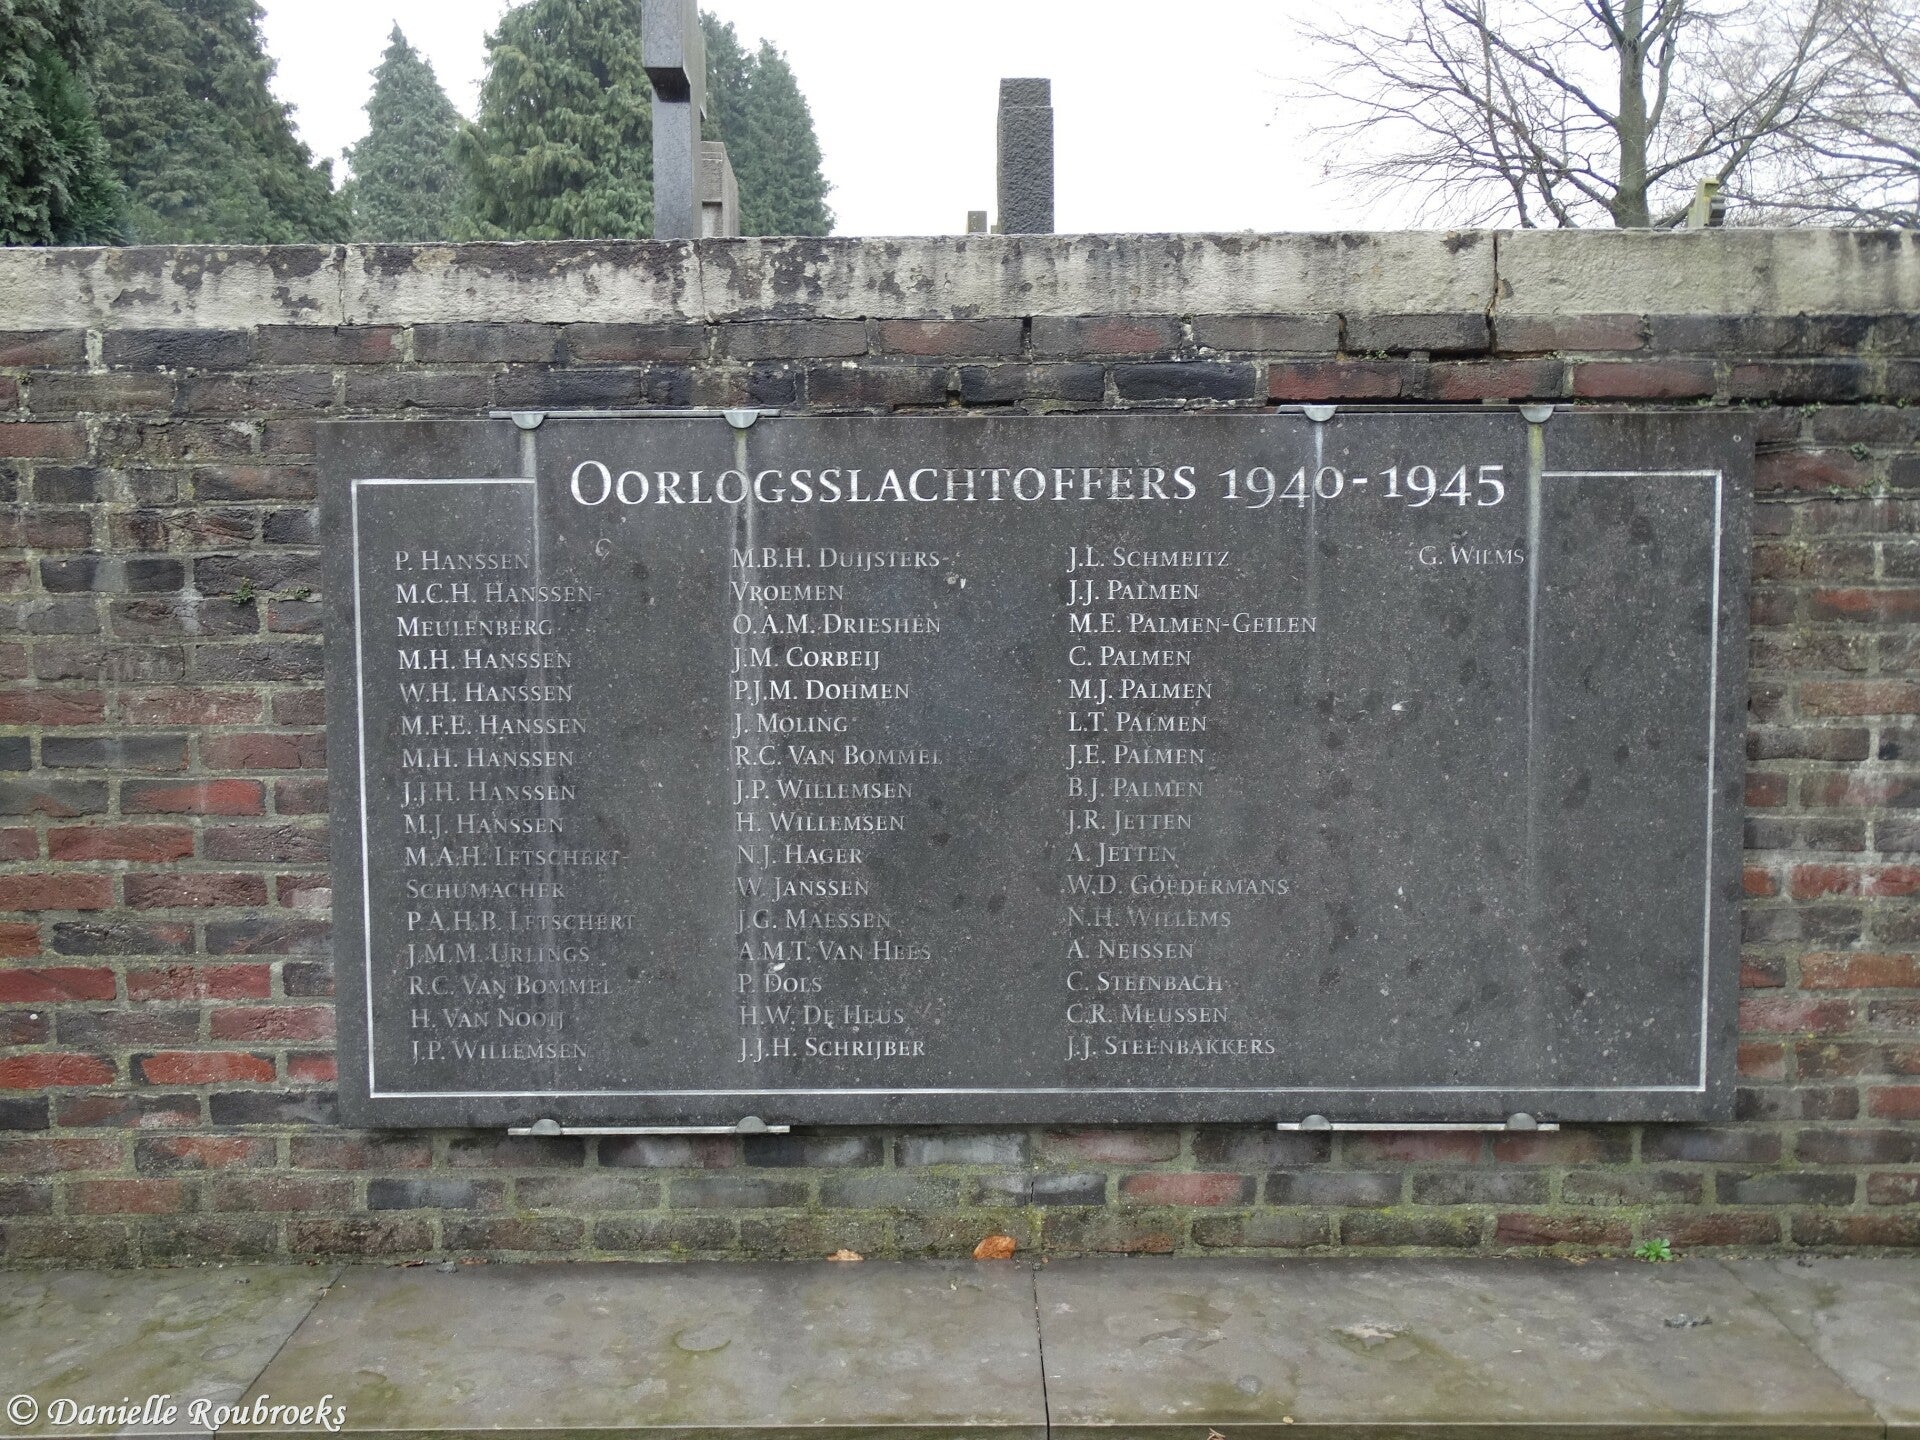 Oorlogsslachtoffers 1940-1945
P. Hanssen
M.C.H. Hanssen-
Meulenberg
M.H. Hanssen
W.H. Hanssen
M.F.E. Hanssen
M.H. Hanssen
J.J.H. Hanssen
M.J. Hanssen
M.A.H. Letschert-
Schumacher
P.A.H.B. Letschert
J.M.M. Urlings
R.C. Van Bommel
H. Van Nooij
J.P. Willemsen
M.B.H. Duijsters-
Vroemen
O.A.M. Drieshen
J.M. Corbeij
P.J.M. Dohmen
J. Moling
R.C. Van Bommel
J.P. Willemsen
H. Willemsen
N.J. Hager
W. Janssen
J.G. Maessen
A.M.T. Van Hees
P. Dols
H.W. De Heus
J.J.H. Schrijber
J.L. Schmeitz
J.J. Palmen
M.E. Palmen-Geilen
C. Palmen
M.J. Palmen
L.T. Palmen
J.E. Palmen
B.J. Palmen
J.R. Jetten
A. Jetten
W.D. Goedermans
N.H. Willems
A. Neissen
C. Steinbach
C.R. Meussen
J.J. Steenbakkers
G. Wilms
© Danielle Roubroeks